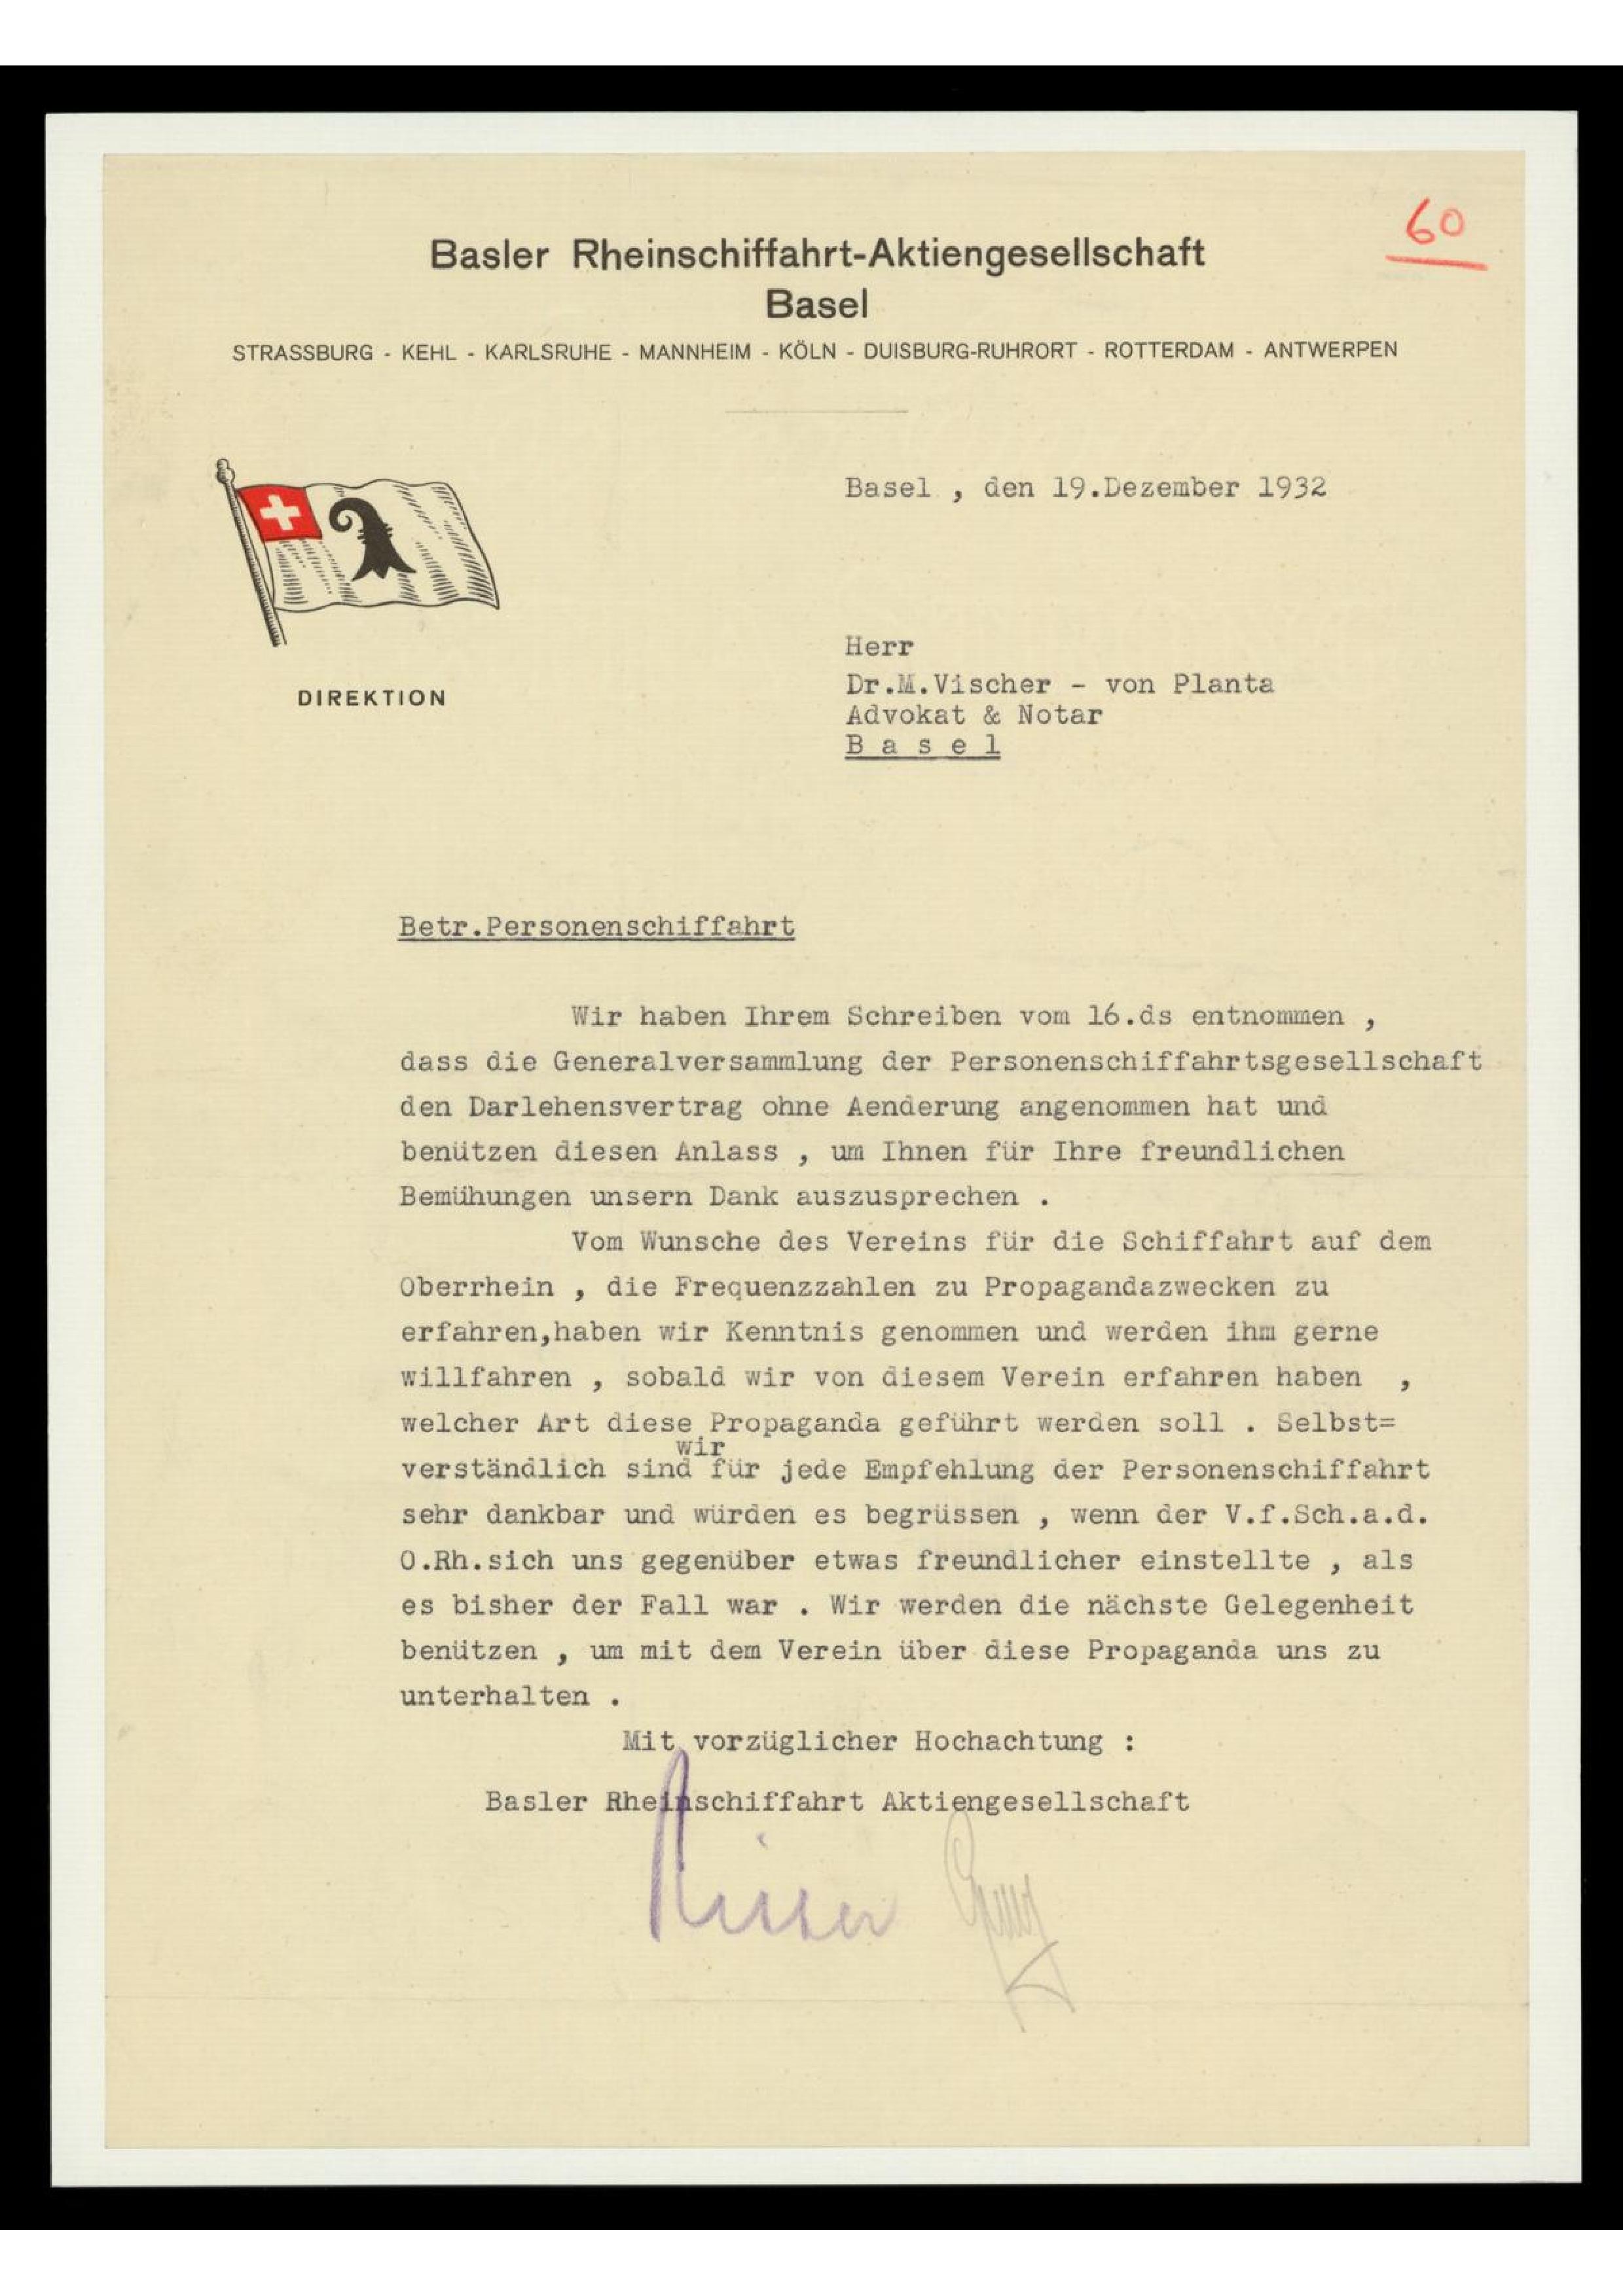 60
Basler Rheinschiffahrt-Aktiengesellschaft
Basel
STRASSBURG - KEHL - KARLSRUHE - MANNHEIM - KÖLN - DUISBURG-RUHRORT - ROTTERDAM - ANTWERPEN
Basel , den 19.Dezember 1932
DIREKTION
Herr
Dr.M.Vischer - von Planta
Advokat & Notar
B a s e l
Betr.Personenschiffahrt
Wir haben Ihrem Schreiben vom 16.ds entnommen ,
dass die Generalversammlung der Personenschiffahrtsgesellschaft
den Darlehensvertrag ohne Aenderung angenommen hat und
benützen diesen Anlass , um Ihnen für Ihre freundlichen
Bemühungen unsern Dank auszusprechen .
Vom Wunsche des Vereins für die Schiffahrt auf dem
Oberrhein , die Frequenzzahlen zu Propagandazwecken zu
erfahren,haben wir Kenntnis genommen und werden ihm gerne
willfahren , sobald wir von diesem Verein erfahren haben ,
welcher Art diese Propaganda geführt werden soll . Selbst=
wir
verständlich sind für jede Empfehlung der Personenschiffahrt
sehr dankbar und würden es begrüssen , wenn der V.f.Sch.a.d.
O.Rh.sich uns gegenüber etwas freundlicher einstellte , als
es bisher der Fall war . Wir werden die nächste Gelegenheit
benützen , um mit dem Verein über diese Propaganda uns zu
unterhalten .
Mit vorzüglicher Hochachtung :
Basler Rheinschiffahrt Aktiengesellschaft